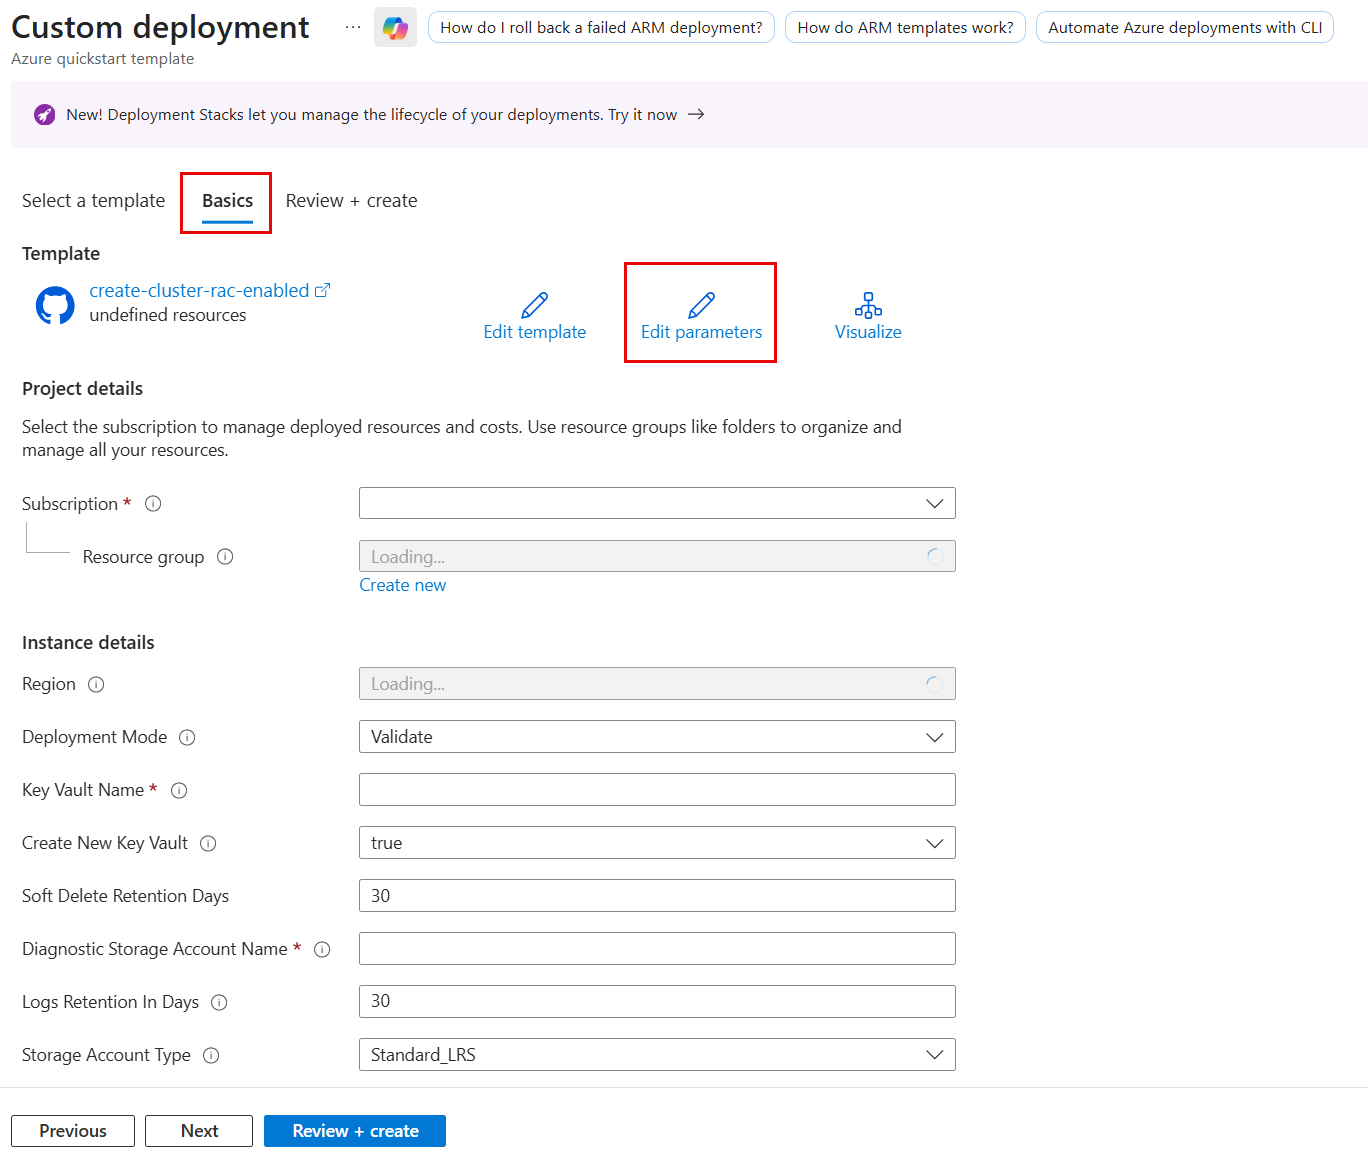 Custom deployment
...
How do I roll back a failed ARM deployment?
How do ARM templates work?
Automate Azure deployments with CLI
Azure quickstart template
New! Deployment Stacks let you manage the lifecycle of your deployments. Try it now →
Select a template
Basics
Review + create
Template
create-cluster-rac-enabled
undefined resources
Edit template
Edit parameters
Visualize
Project details
Select the subscription to manage deployed resources and costs. Use resource groups like folders to organize and
manage all your resources.
Subscription *
Resource group
Loading...
Create new
Instance details
Region
Loading...
Deployment Mode
Validate
Key Vault Name *
Create New Key Vault
true
Soft Delete Retention Days
30
Diagnostic Storage Account Name *
Logs Retention In Days
30
Storage Account Type
Standard_LRS
Previous
Next
Review + create